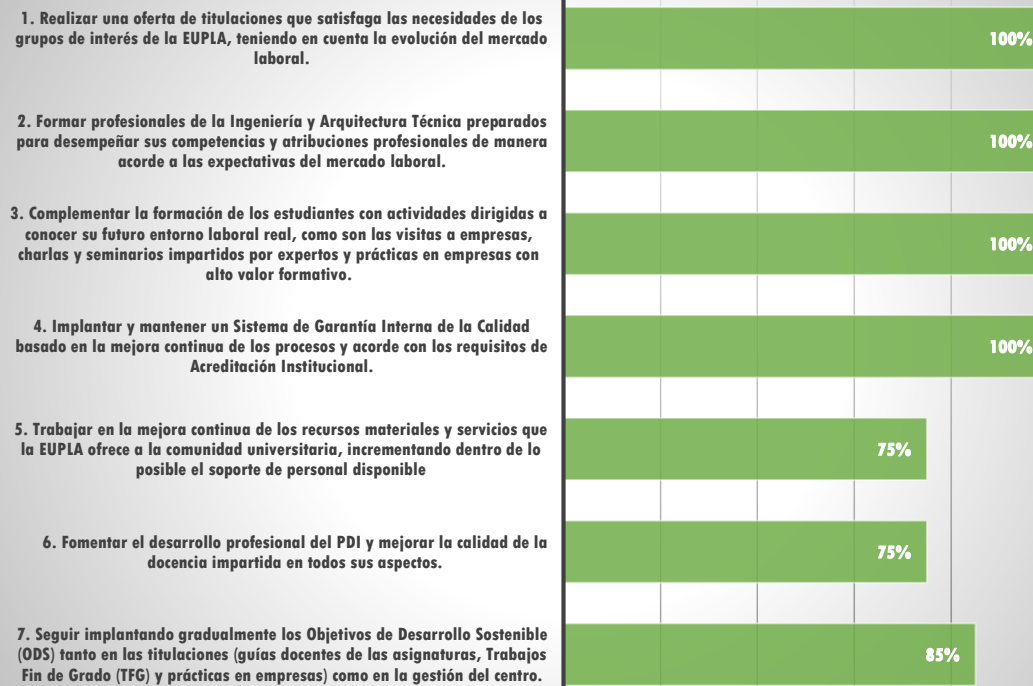 1. Realizar una oferta de titulaciones que satisfaga las necesidades de los
grupos de interés de la EUPLA, teniendo en cuenta la evolución del mercado
laboral.
100%
2. Formar profesionales de la Ingeniería y Arquitectura Técnica preparados
para desempeñar sus competencias y atribuciones profesionales de manera
acorde a las expectativas del mercado laboral.
100%
3. Complementar la formación de los estudiantes con actividades dirigidas a
conocer su futuro entorno laboral real, como son las visitas a empresas,
charlas y seminarios impartidos por expertos y prácticas en empresas con
alto valor formativo.
100%
4. Implantar y mantener un Sistema de Garantía Interna de la Calidad
basado en la mejora continua de los procesos y acorde con los requisitos de
Acreditación Institucional.
100%
5. Trabajar en la mejora continua de los recursos materiales y servicios que
la EUPLA ofrece a la comunidad universitaria, incrementando dentro de lo
posible el soporte de personal disponible
75%
6. Fomentar el desarrollo profesional del PDI y mejorar la calidad de la
docencia impartida en todos sus aspectos.
75%
7. Seguir implantando gradualmente los Objetivos de Desarrollo Sostenible
(ODS) tanto en las titulaciones (guías docentes de las asignaturas, Trabajos
Fin de Grado (TFG) y prácticas en empresas) como en la gestión del centro.
85%